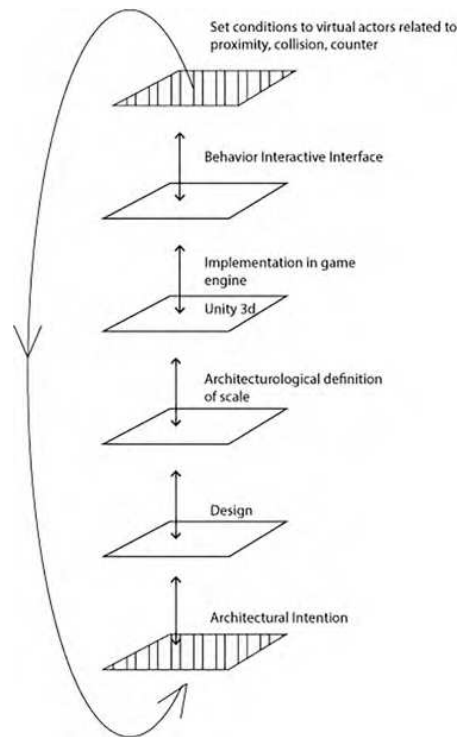 Set conditions to virtual actors related to
proximity, collision, counter
Behavior Interactive Interface
Implementation in game
engine
Unity 3d
Architecturological definition
of scale
Design
Architectural Intention